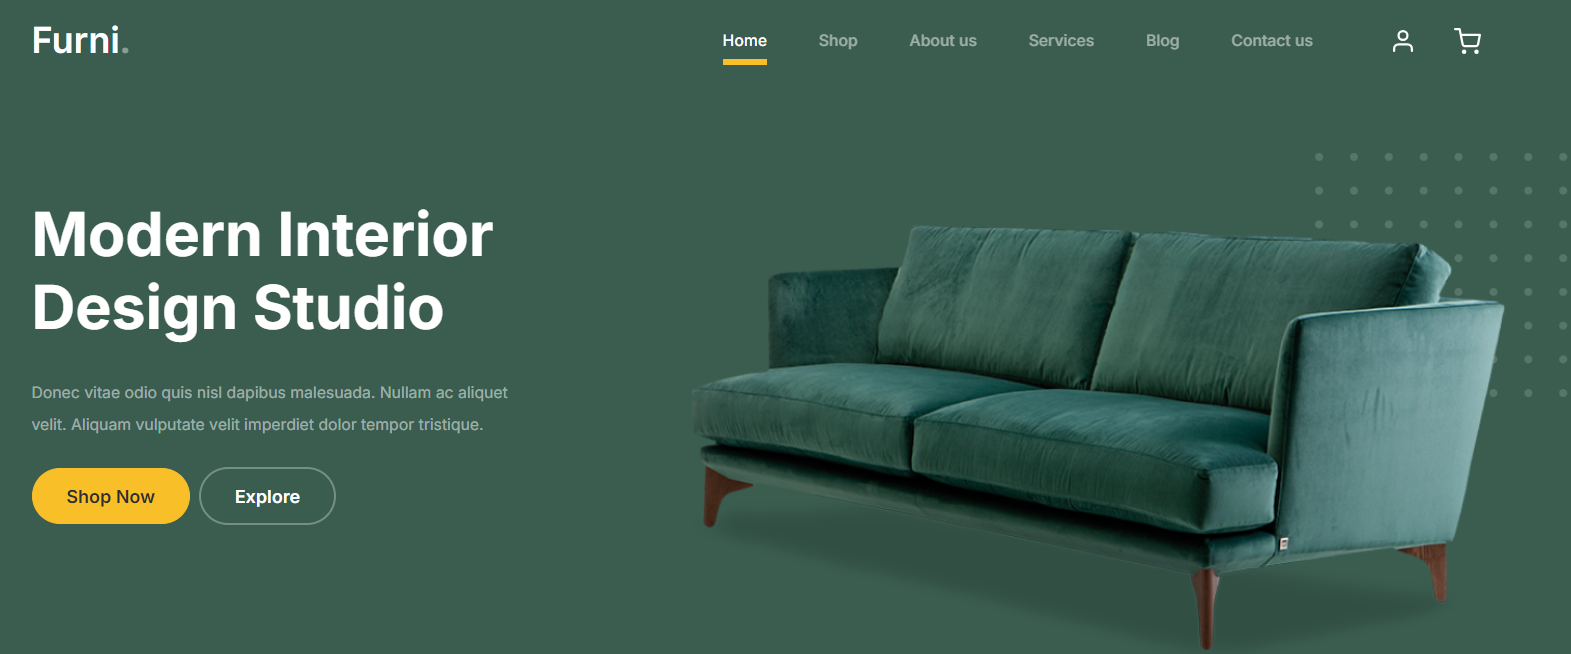 Furni.
Home Shop About us Services Blog Contact us
Modern Interior
Design Studio
Donec vitae odio quis nisl dapibus malesuada. Nullam ac aliquet
velit. Aliquam vulputate velit imperdiet dolor tempor tristique.
Shop Now Explore